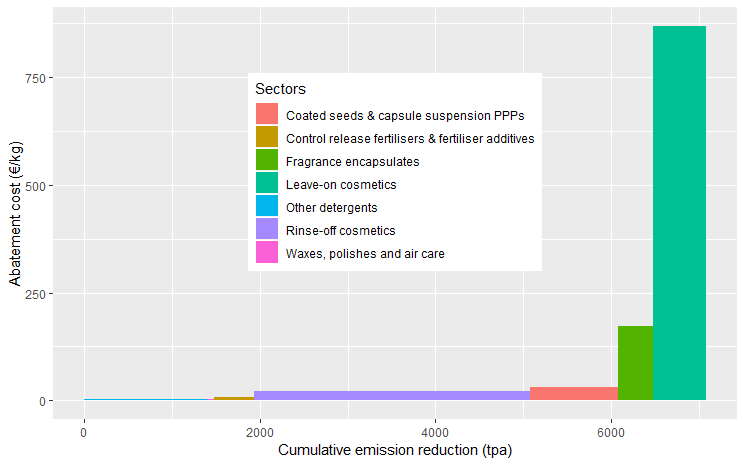 750
500
250
0
Abatement cost (€/kg)
Sectors
Coated seeds & capsule suspension PPPs
Control release fertilisers & fertiliser additives
Fragrance encapsulates
Leave-on cosmetics
Other detergents
Rinse-off cosmetics
Waxes, polishes and air care
0 2000 4000 6000
Cumulative emission reduction (tpa)